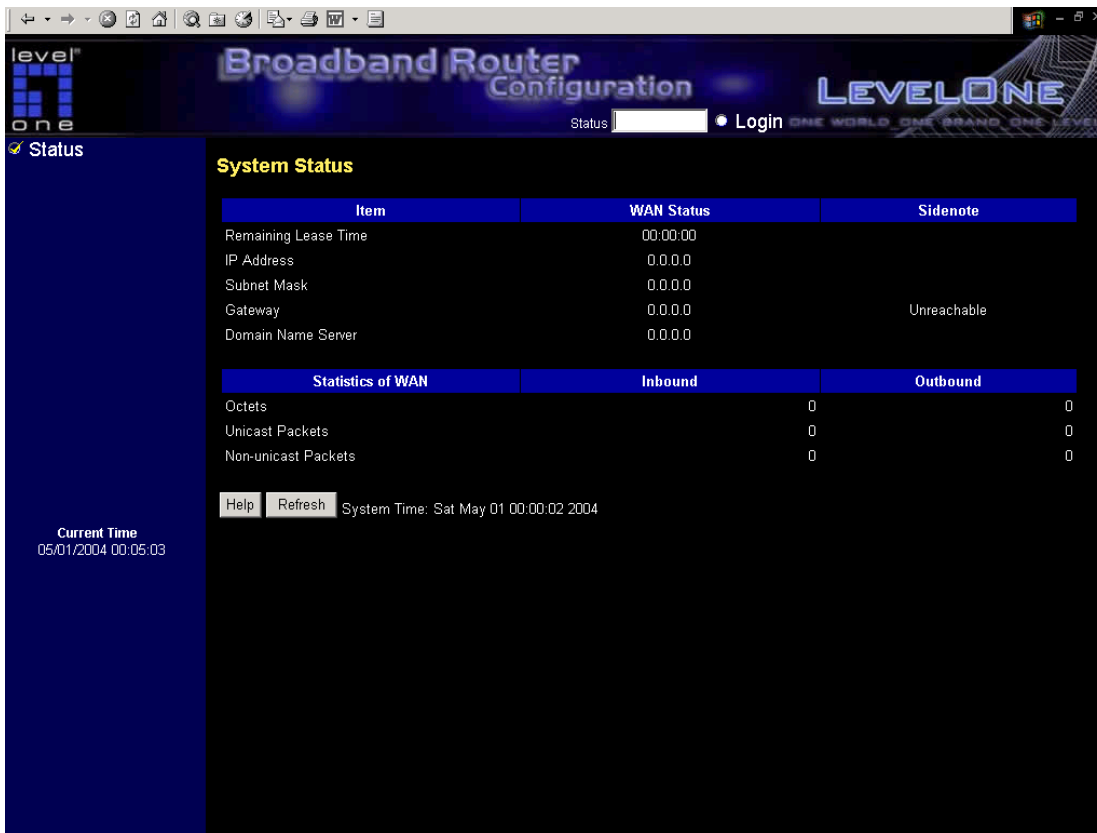 level
one
Broadband Router
Configuration
LEVELONE
ONE WORLD_ONE BRAND_ONE LEVEL
Status
Login
Status
System Status
Item WAN Status Sidenote
Remaining Lease Time 00:00:00
IP Address 0.0.0.0
Subnet Mask 0.0.0.0
Gateway 0.0.0.0 Unreachable
Domain Name Server 0.0.0.0
Statistics of WAN Inbound Outbound
Octets 0 0
Unicast Packets 0 0
Non-unicast Packets 0 0
Help Refresh System Time: Sat May 01 00:00:02 2004
Current Time
05/01/2004 00:05:03